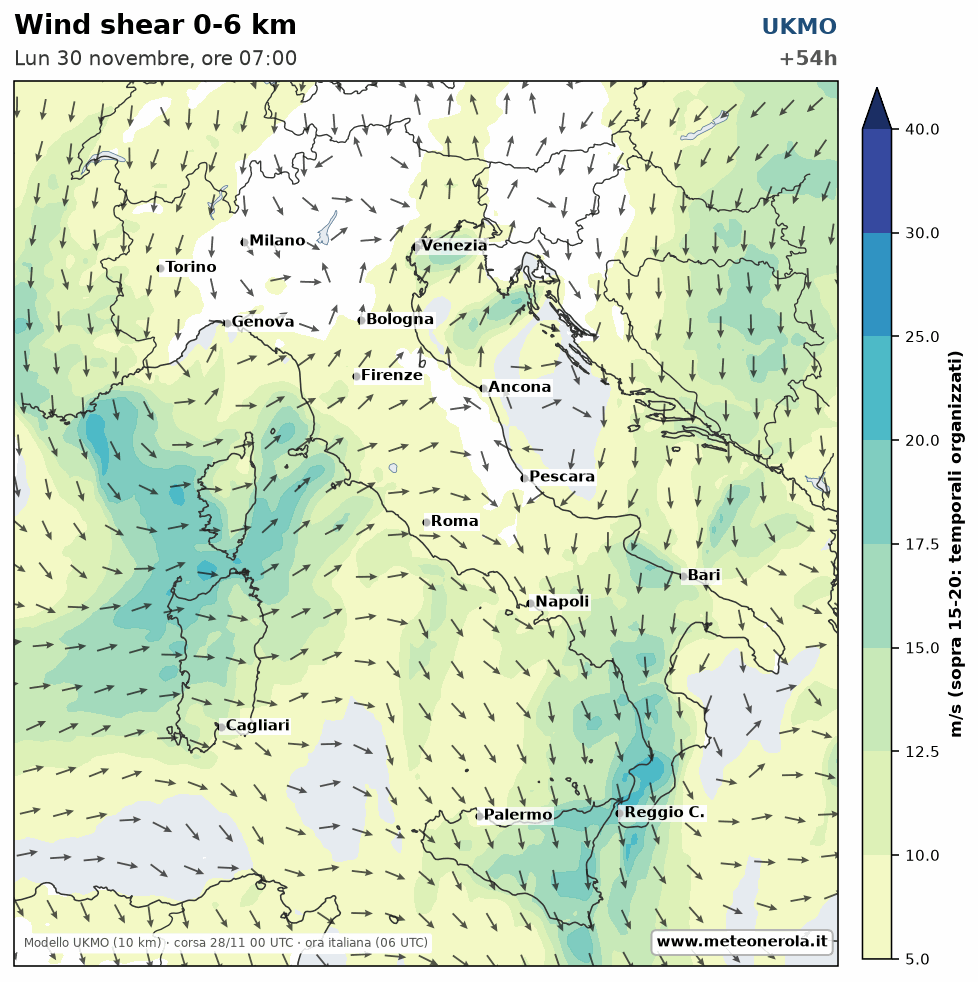 Wind shear 0-6 km
UKMO
Lun 30 novembre, ore 07:00
+54h
Milano
Venezia
Torino
Genova
Bologna
Firenze
Ancona
Pescara
Roma
Bari
Napoli
Cagliari
Palermo
Reggio C.
40.0
30.0
25.0
20.0
17.5
15.0
12.5
10.0
5.0
m/s (sopra 15-20: temporali organizzati)
Modello UKMO (10 km) · corsa 28/11 00 UTC · ora italiana (06 UTC)
www.meteonerola.it